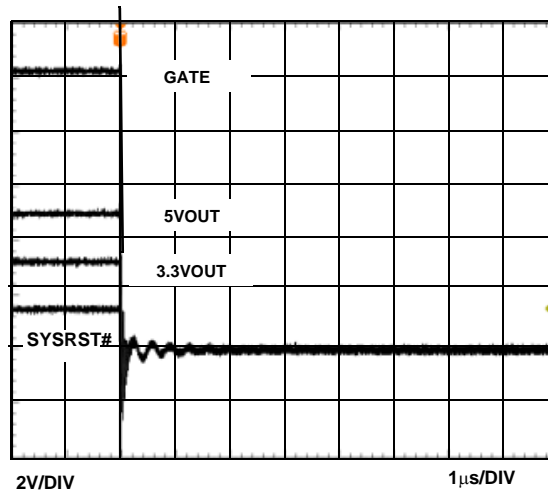 GATE
5VOUT
3.3VOUT
SYSRST#
2V/DIV
1μs/DIV